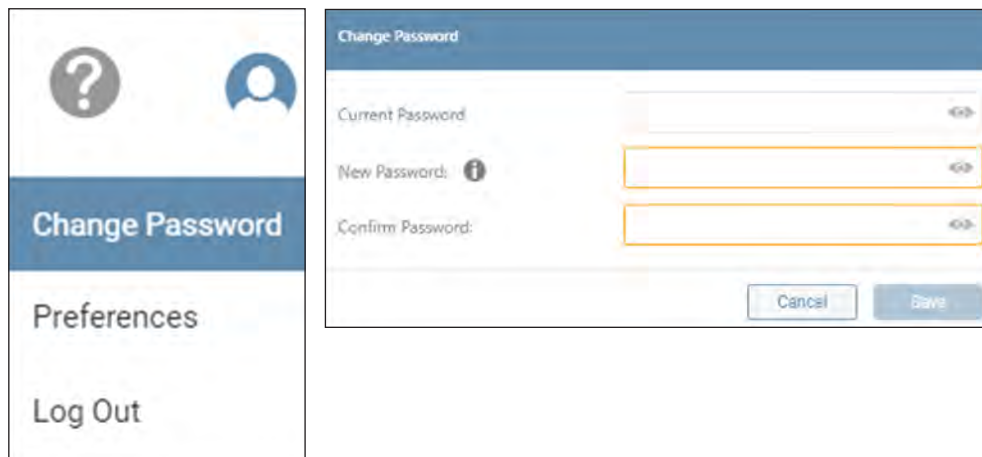 ?
Change Password
Preferences
Log Out
Change Password
Current Password
New Password:
Confirm Password:
Cancel
Save